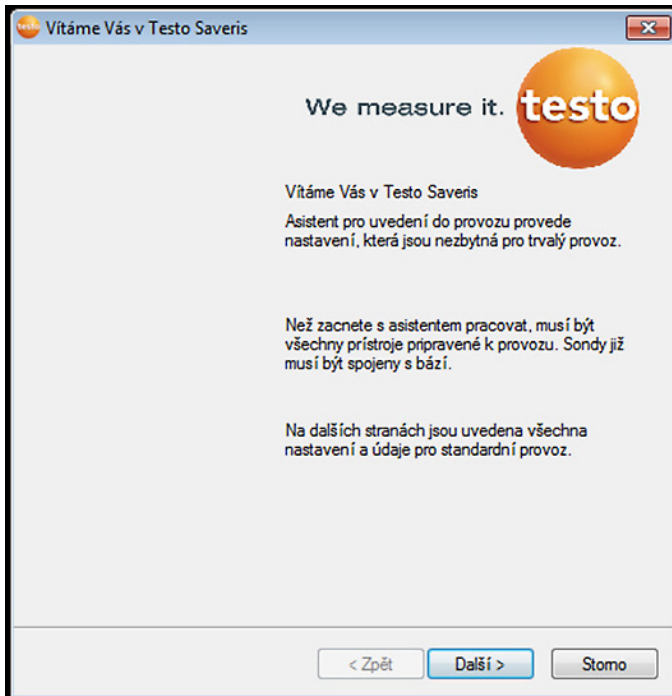 testo Vítáme Vás v Testo Saveris
We measure it. testo
Vítáme Vás v Testo Saveris
Asistent pro uvedení do provozu provede
nastavení, která jsou nezbytná pro trvalý provoz.
Než zacnete s asistentem pracovat, musí být
všechny prístroje pripravené k provozu. Sondy již
musí být spojeny s bází.
Na dalších stranách jsou uvedena všechna
nastavení a údaje pro standardní provoz.
< Zpět Další > Storno